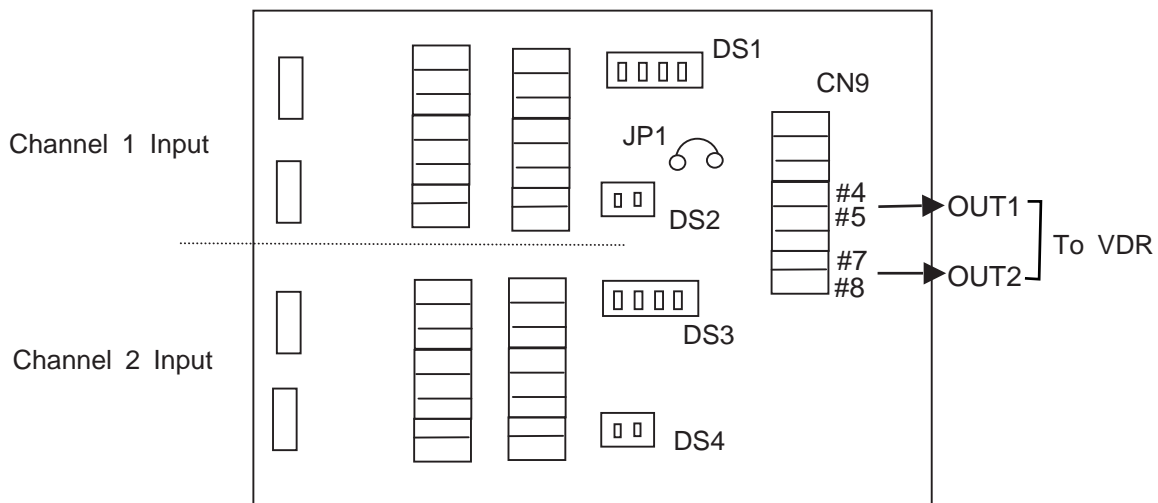 DS1
CN9
Channel 1 Input
JP1
#4
#5
OUT1
DS2
To VDR
#7
#8
OUT2
DS3
Channel 2 Input
DS4